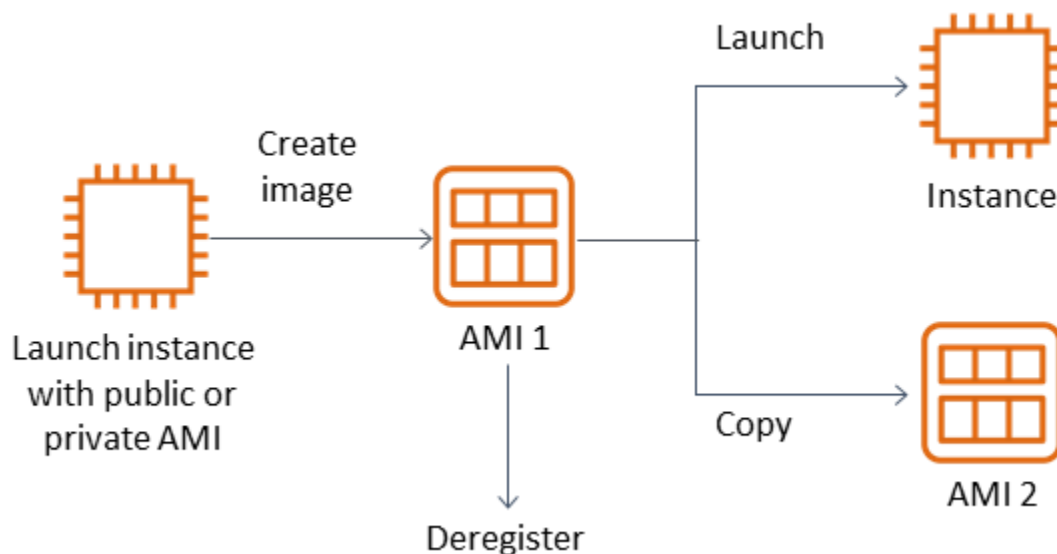 Launch
Create
image
Instance
AMI 1
Launch instance
with public or
private AMI
Copy
AMI 2
Deregister